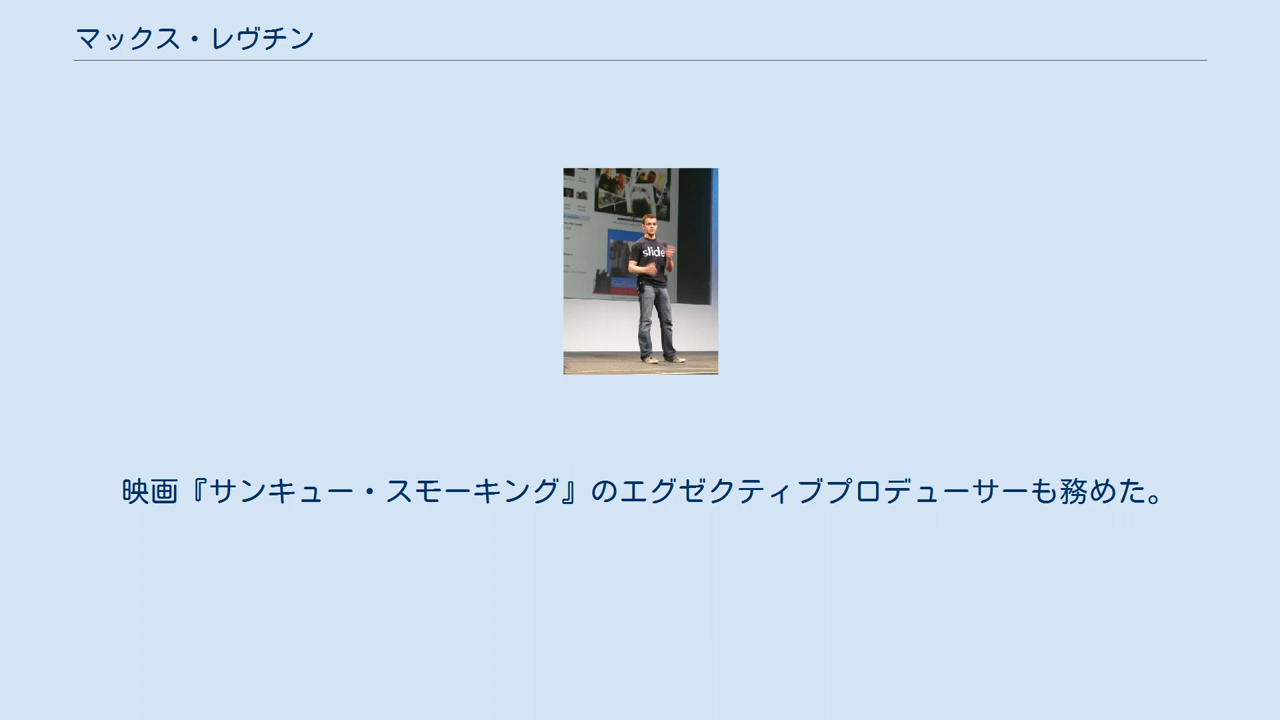 マックス・レヴチン
slide
映画『サンキュー・スモーキング』のエグゼクティブプロデューサーも務めた。